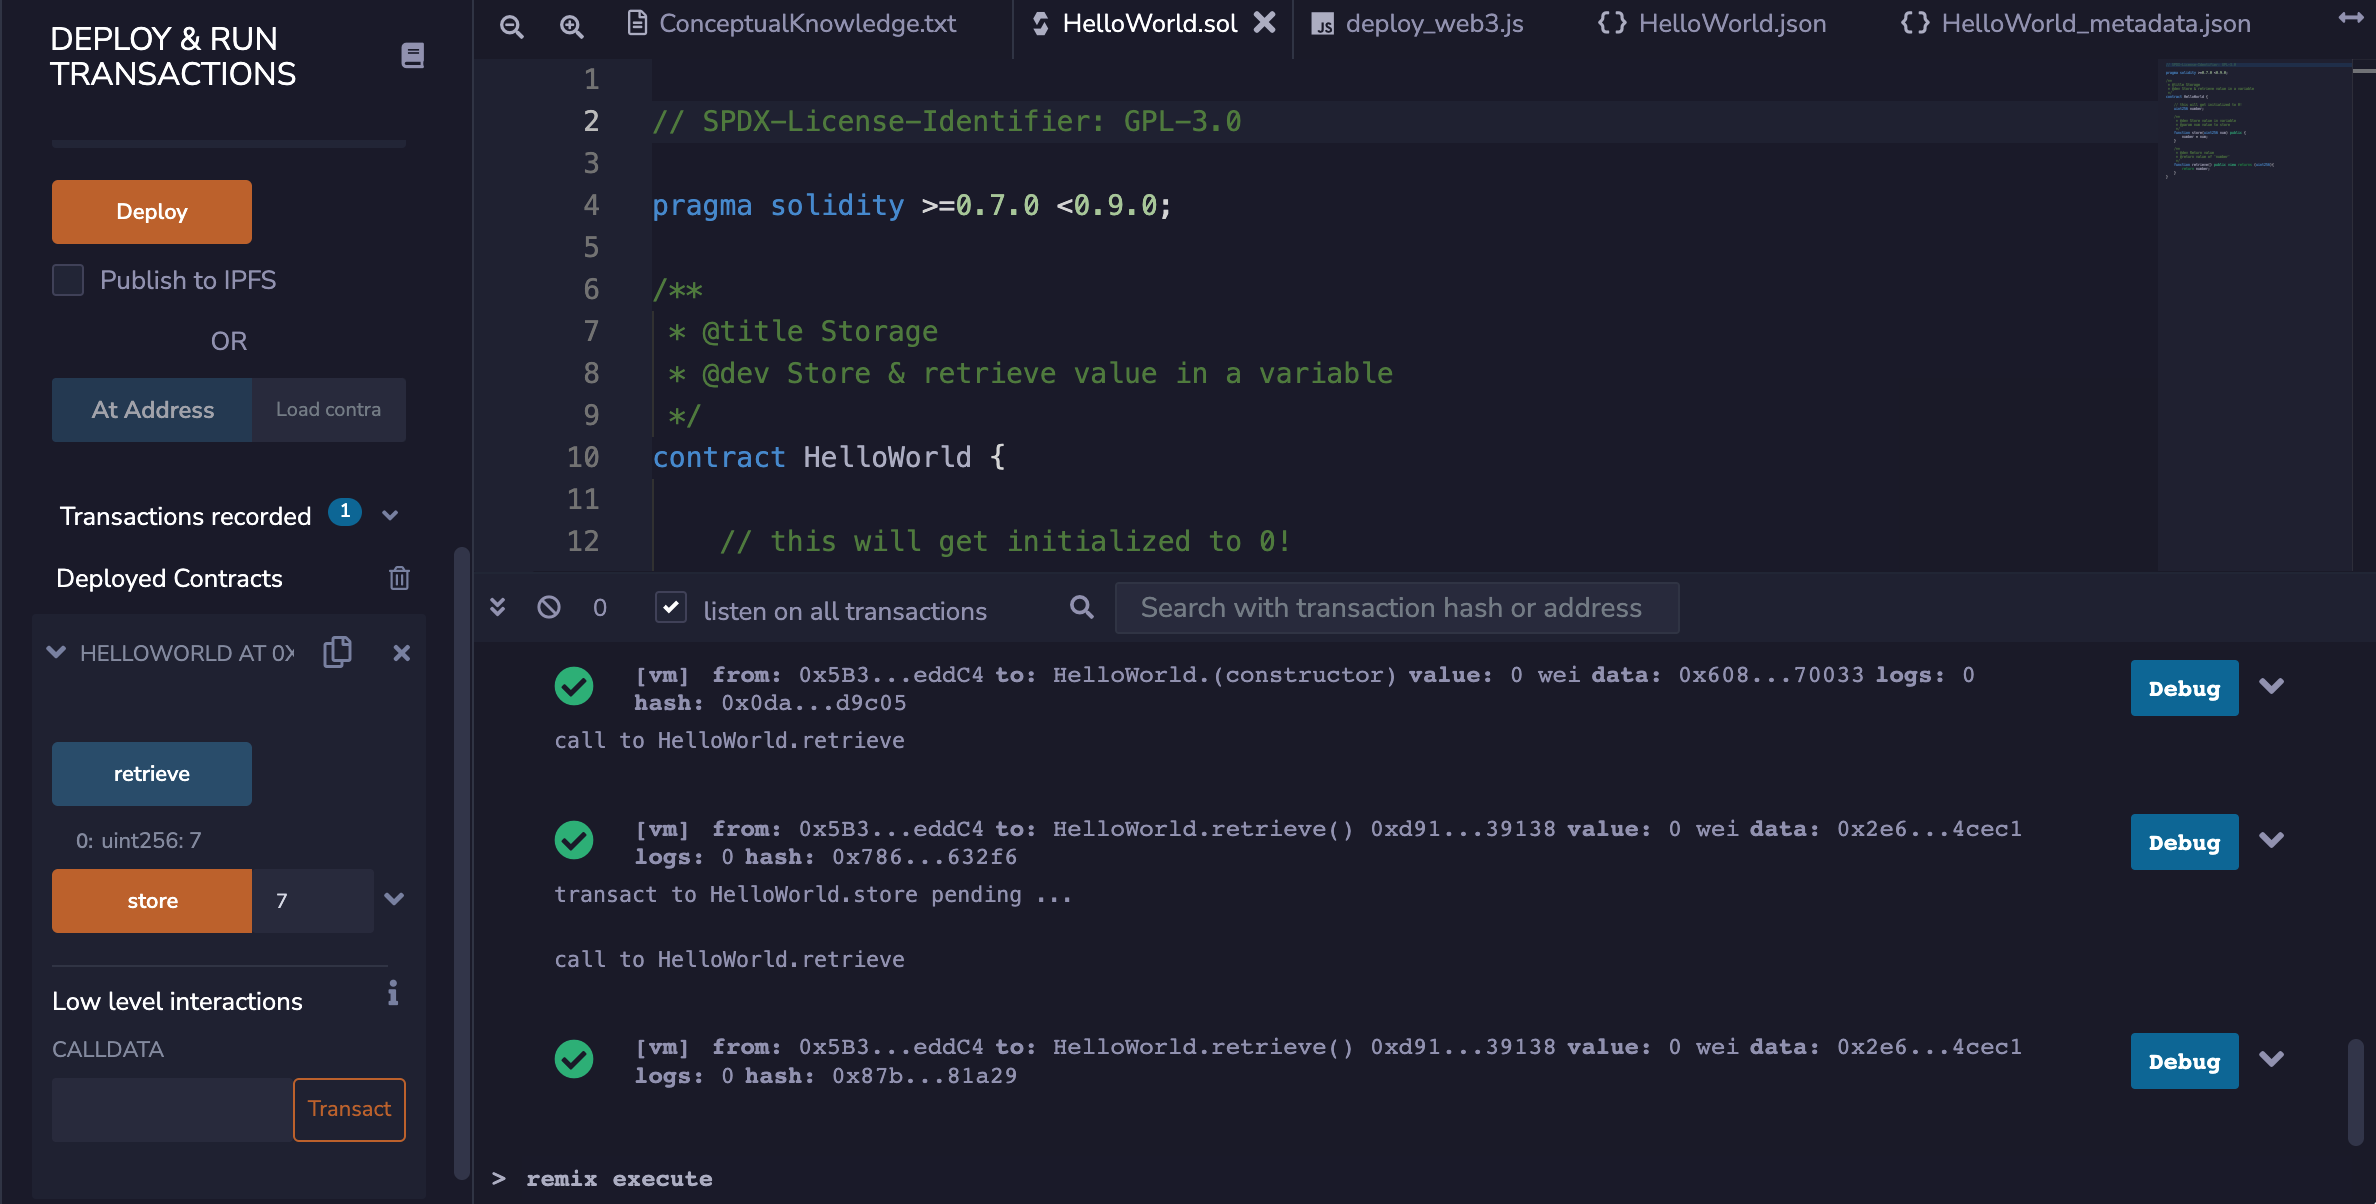 DEPLOY & RUN
TRANSACTIONS
Deploy
Publish to IPFS
OR
At Address Load contra
Transactions recorded 1
Deployed Contracts
HELLOWORLD AT 0X
retrieve
0: uint256: 7
store 7
Low level interactions i
CALLDATA
Transact
ConceptualKnowledge.txt HelloWorld.sol JS deploy_web3.js {} HelloWorld.json {} HelloWorld_metadata.json
1
2 // SPDX-License-Identifier: GPL-3.0
3
4 pragma solidity >=0.7.0 <0.9.0;
5
6 /**
7 * @title Storage
8 * @dev Store & retrieve value in a variable
9 */
10 contract HelloWorld {
11
12 // this will get initialized to 0!
0 listen on all transactions Search with transaction hash or address
[vm] from: 0x5B3...eddC4 to: HelloWorld.(constructor) value: 0 wei data: 0x608...70033 logs: 0
hash: 0x0da...d9c05
Debug
call to HelloWorld.retrieve
[vm] from: 0x5B3...eddC4 to: HelloWorld.retrieve() 0xd91...39138 value: 0 wei data: 0x2e6...4cec1
logs: 0 hash: 0x786...632f6
Debug
transact to HelloWorld.store pending ...
call to HelloWorld.retrieve
[vm] from: 0x5B3...eddC4 to: HelloWorld.retrieve() 0xd91...39138 value: 0 wei data: 0x2e6...4cec1
logs: 0 hash: 0x87b...81a29
Debug
> remix execute